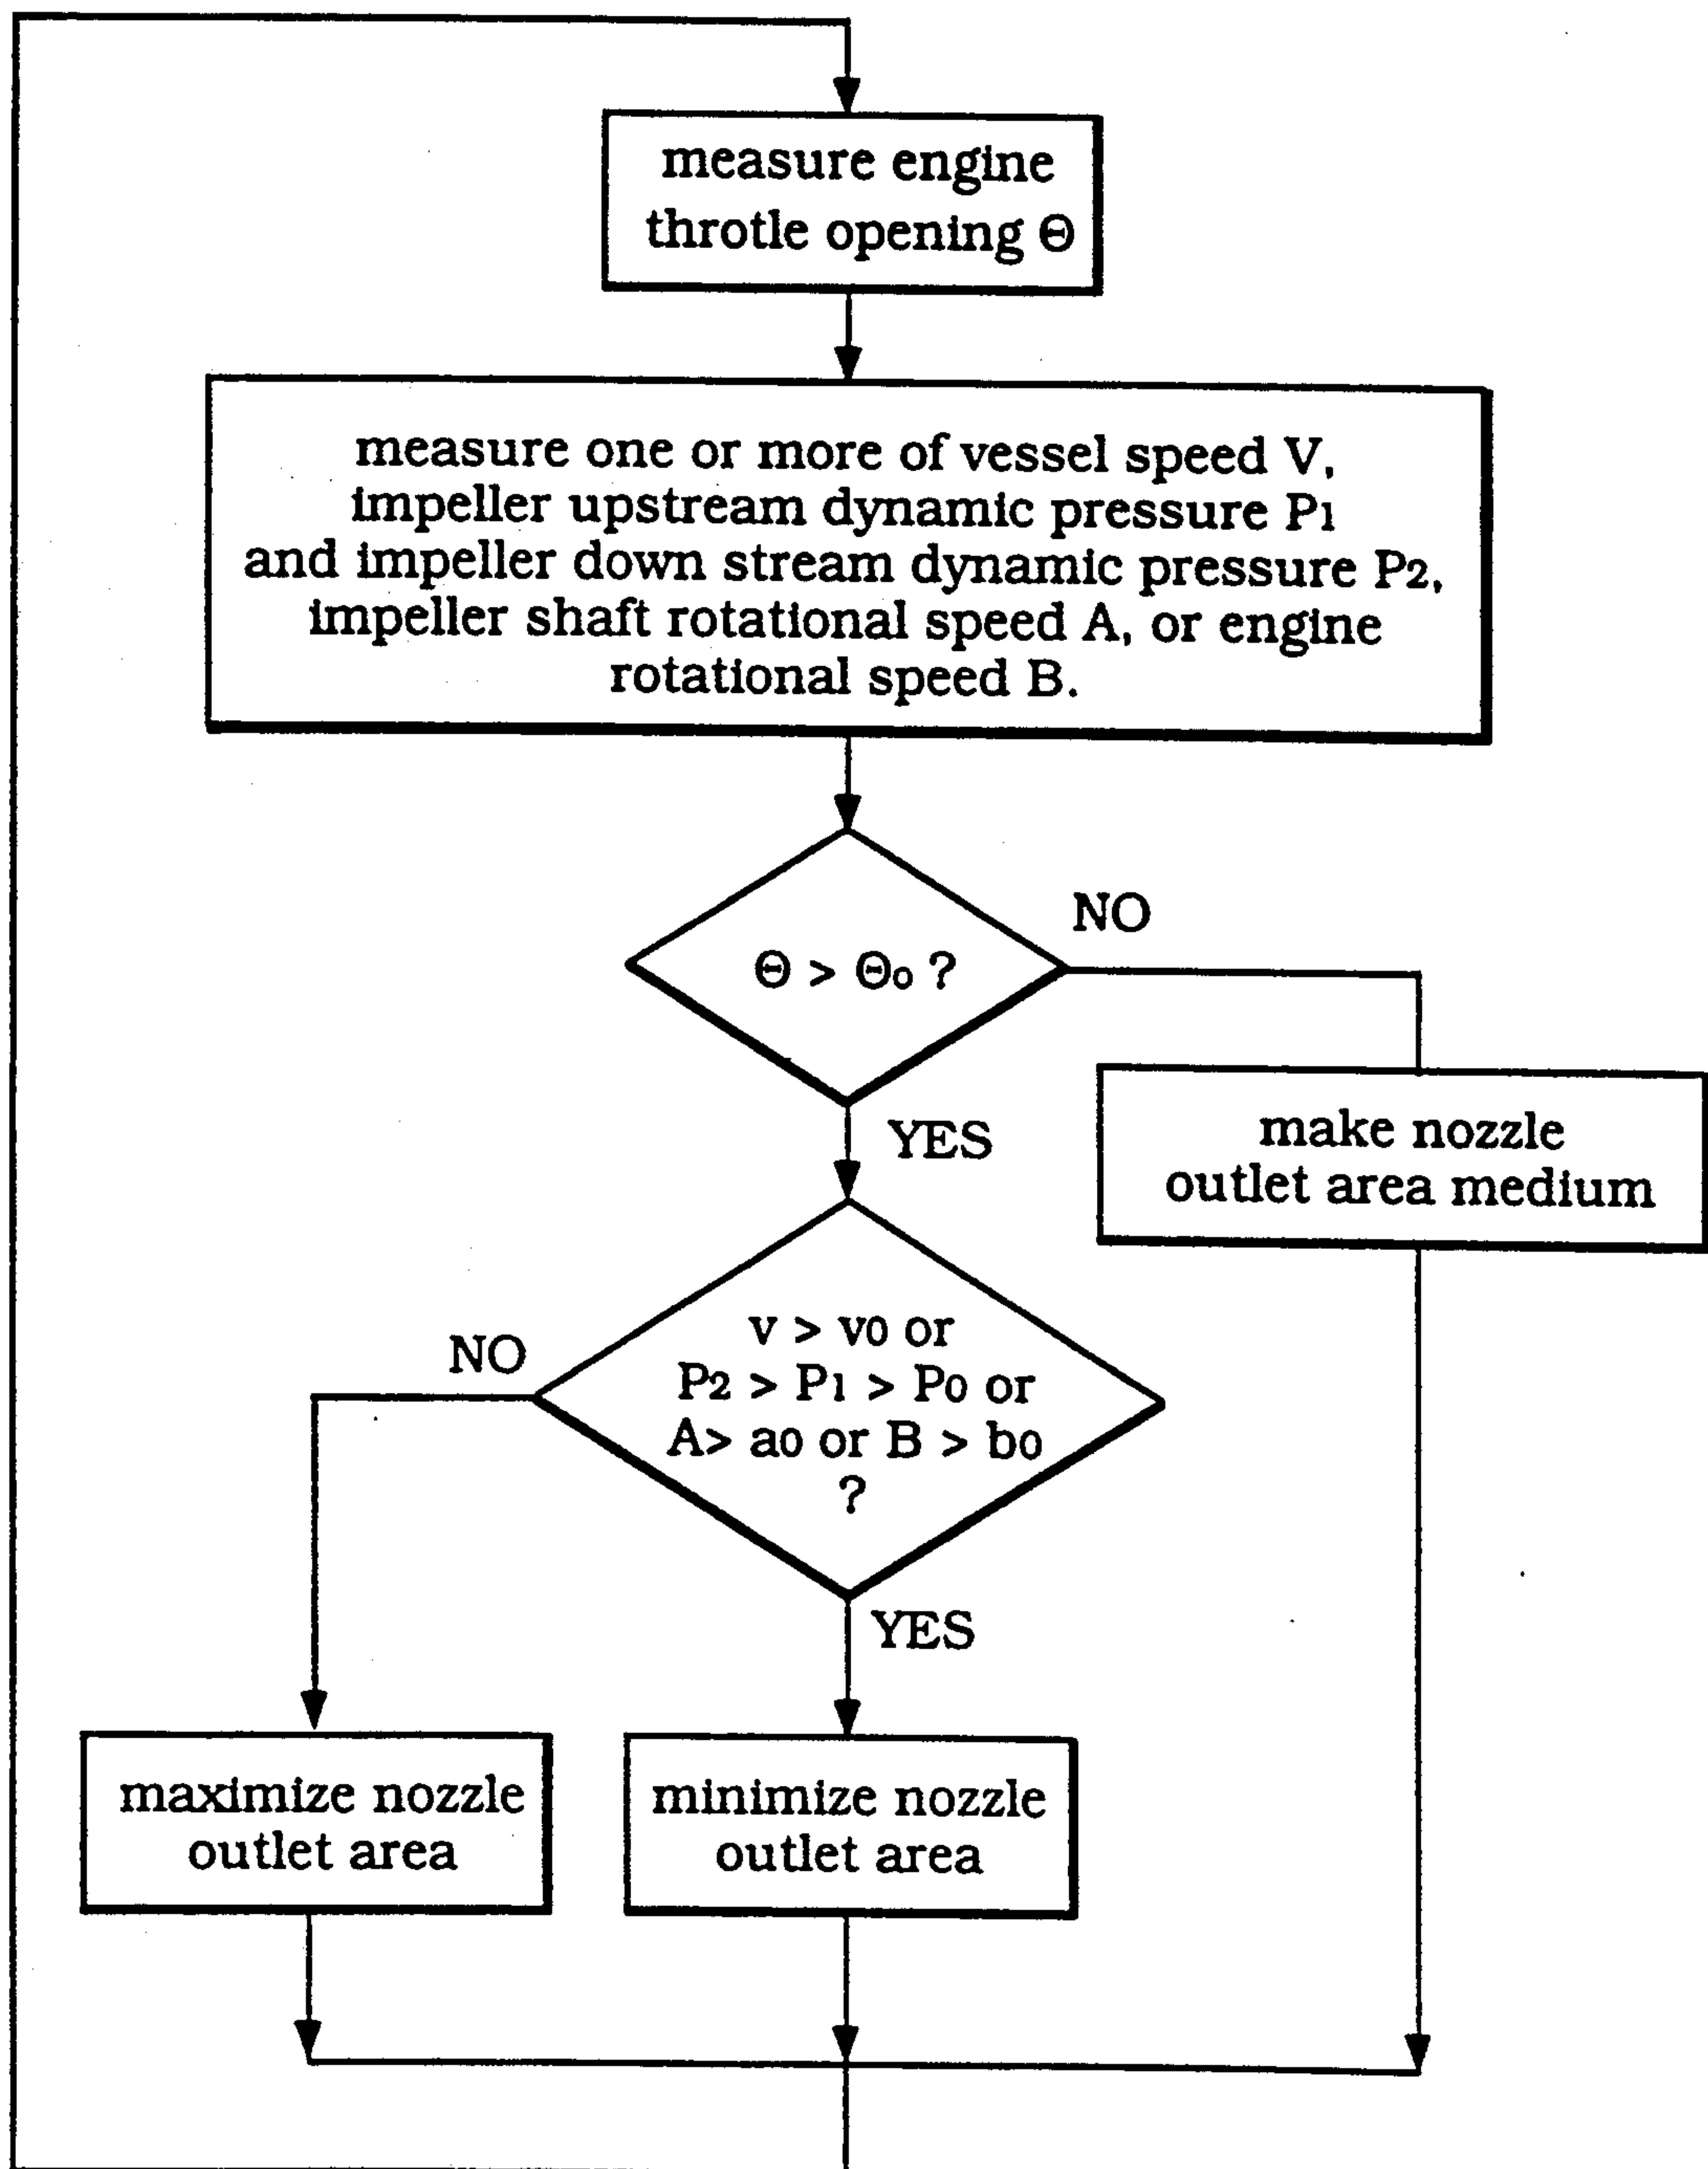 measure engine
throtle opening Θ
measure one or more of vessel speed V,
impeller upstream dynamic pressure P1
and impeller down stream dynamic pressure P2,
impeller shaft rotational speed A, or engine
rotational speed B.
NO
Θ > Θo ?
YES
make nozzle
outlet area medium
NO
v > v0 or
P2 > P1 > P0 or
A> a0 or B > b0
?
YES
maximize nozzle
outlet area
minimize nozzle
outlet area